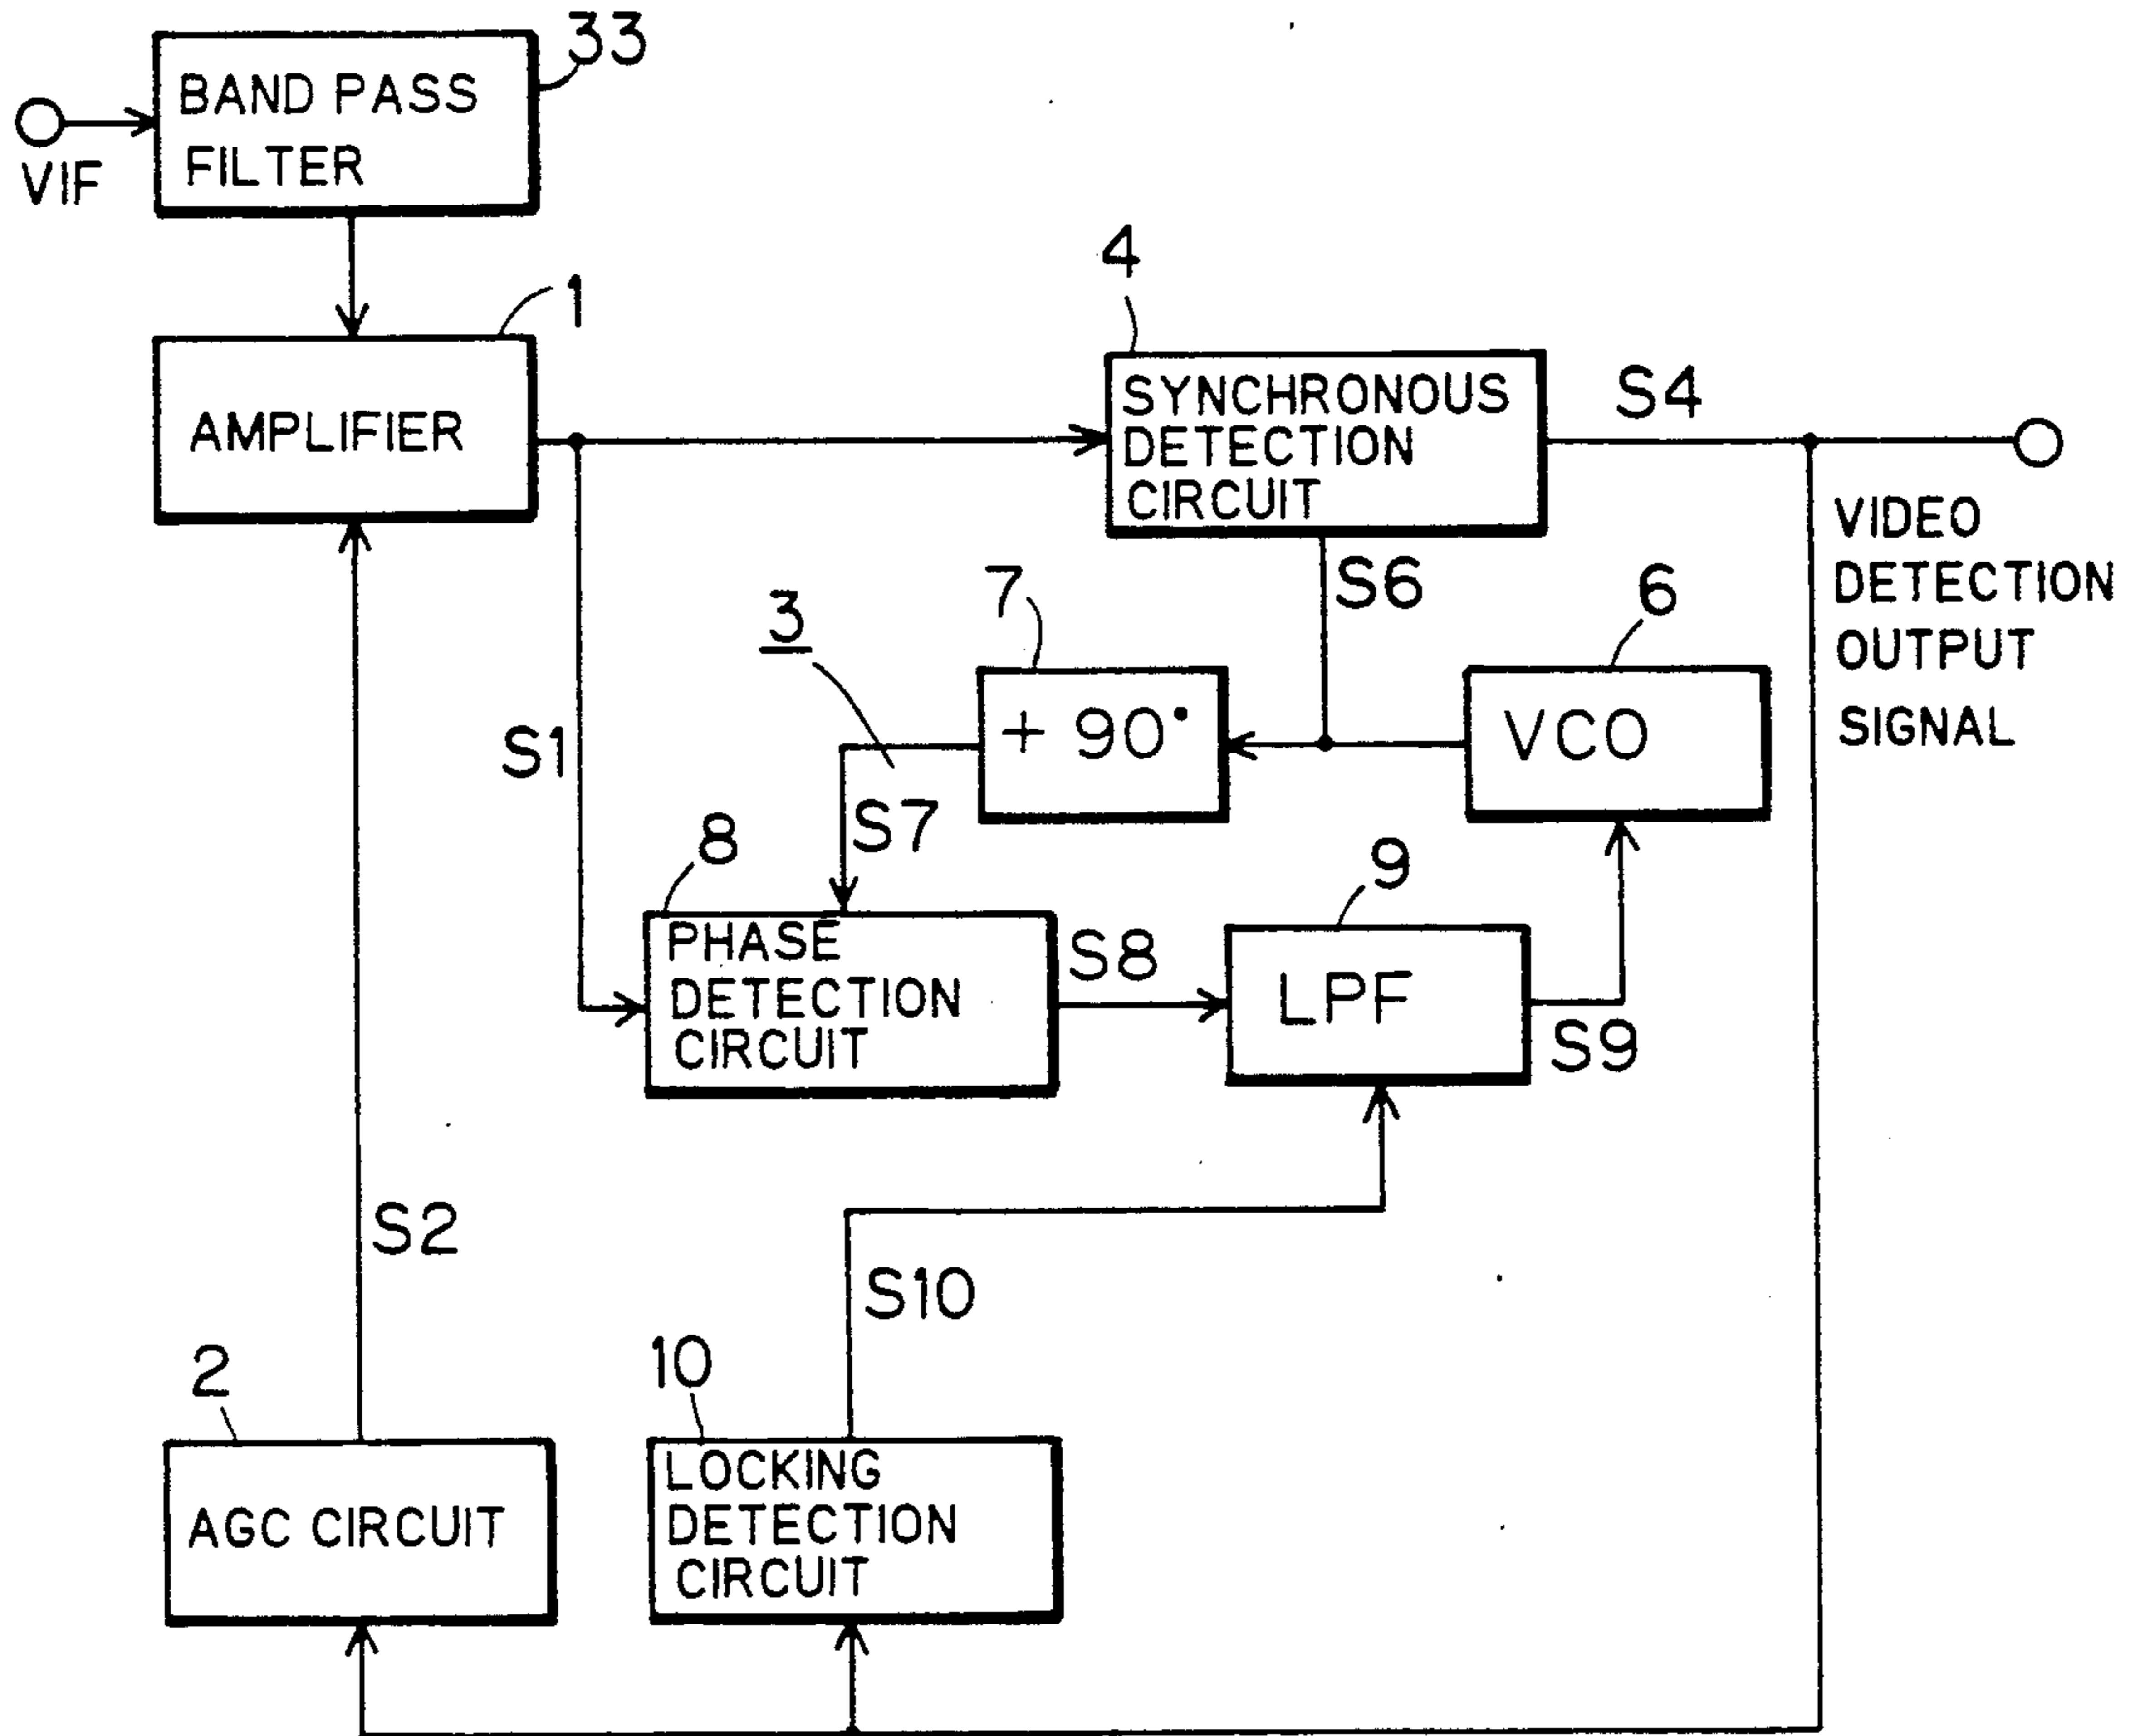 33
BAND PASS
FILTER
VIF
1
AMPLIFIER
4
SYNCHRONOUS
DETECTION
CIRCUIT
S4
VIDEO
DETECTION
OUTPUT
SIGNAL
S6
7
3
6
+ 90°
VCO
S1
S7
8
9
PHASE
DETECTION
CIRCUIT
S8
LPF
S9
S2
S10
2
10
AGC CIRCUIT
LOCKING
DETECTION
CIRCUIT